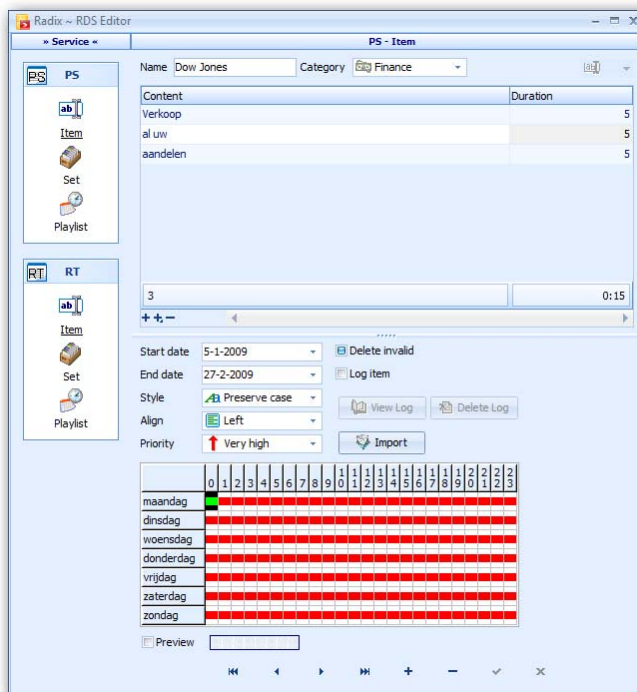 Radix ~ RDS Editor
» Service «
PS - Item
PS PS
ab
Item
Set
Playlist
RT RT
ab
Item
Set
Playlist
Name Dow Jones Category Finance
Content Duration
Verkoop 5
al uw 5
aandelen 5
3 0:15
Start date 5-1-2009 Delete invalid
End date 27-2-2009 Log item
Style Preserve case
View Log Delete Log
Align Left
Priority Very high Import
0 1 2 3 4 5 6 7 8 9 10 11 12 13 14 15 16 17 18 19 20 21 22 23
maandag
dinsdag
woensdag
donderdag
vrijdag
zaterdag
zondag
Preview